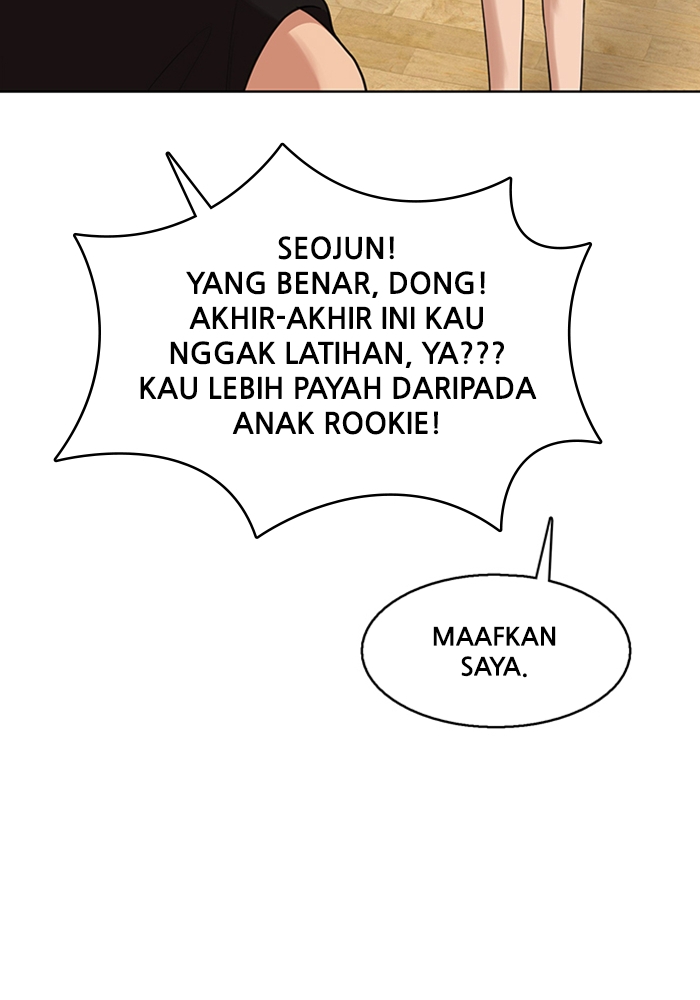 SEOJUN!
YANG BENAR, DONG!
AKHIR-AKHIR INI KAU
NGGAK LATIHAN, YA???
KAU LEBIH PAYAH DARIPADA
ANAK ROOKIE!
MAAFKAN
SAYA.